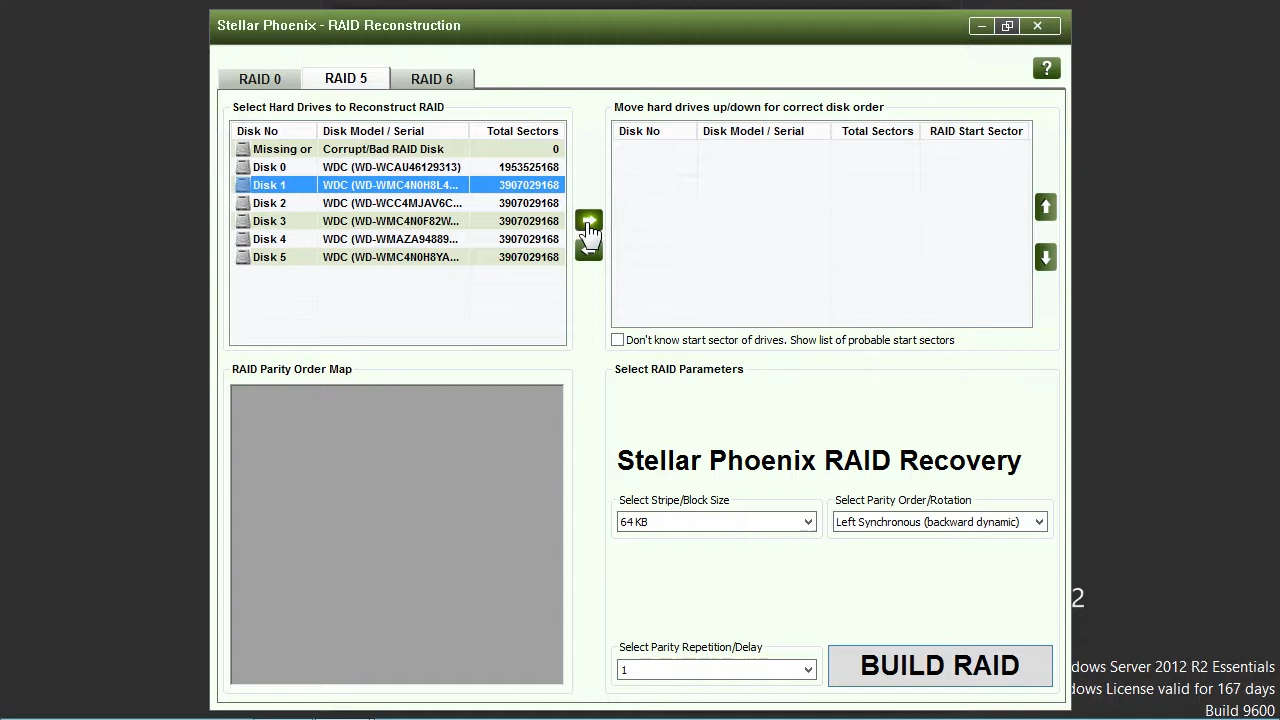 Stellar Phoenix - RAID Reconstruction
?
RAID 0 RAID 5 RAID 6
Select Hard Drives to Reconstruct RAID
Disk No Disk Model / Serial Total Sectors
Missing or Corrupt/Bad RAID Disk 0
Disk 0 WDC (WD-WCAU46129313) 1953525168
Disk 1 WDC (WD-WMC4N0H8L4... 3907029168
Disk 2 WDC (WD-WCC4MJAV6C... 3907029168
Disk 3 WDC (WD-WMC4N0F82W... 3907029168
Disk 4 WDC (WD-WMAZA94889... 3907029168
Disk 5 WDC (WD-WMC4N0H8YA... 3907029168
Move hard drives up/down for correct disk order
Disk No Disk Model / Serial Total Sectors RAID Start Sector
Don't know start sector of drives. Show list of probable start sectors
RAID Parity Order Map
Select RAID Parameters
Stellar Phoenix RAID Recovery
Select Stripe/Block Size
64 KB
Select Parity Order/Rotation
Left Synchronous (backward dynamic)
Select Parity Repetition/Delay
1
BUILD RAID
2
dows Server 2012 R2 Essentials
dows License valid for 167 days
Build 9600